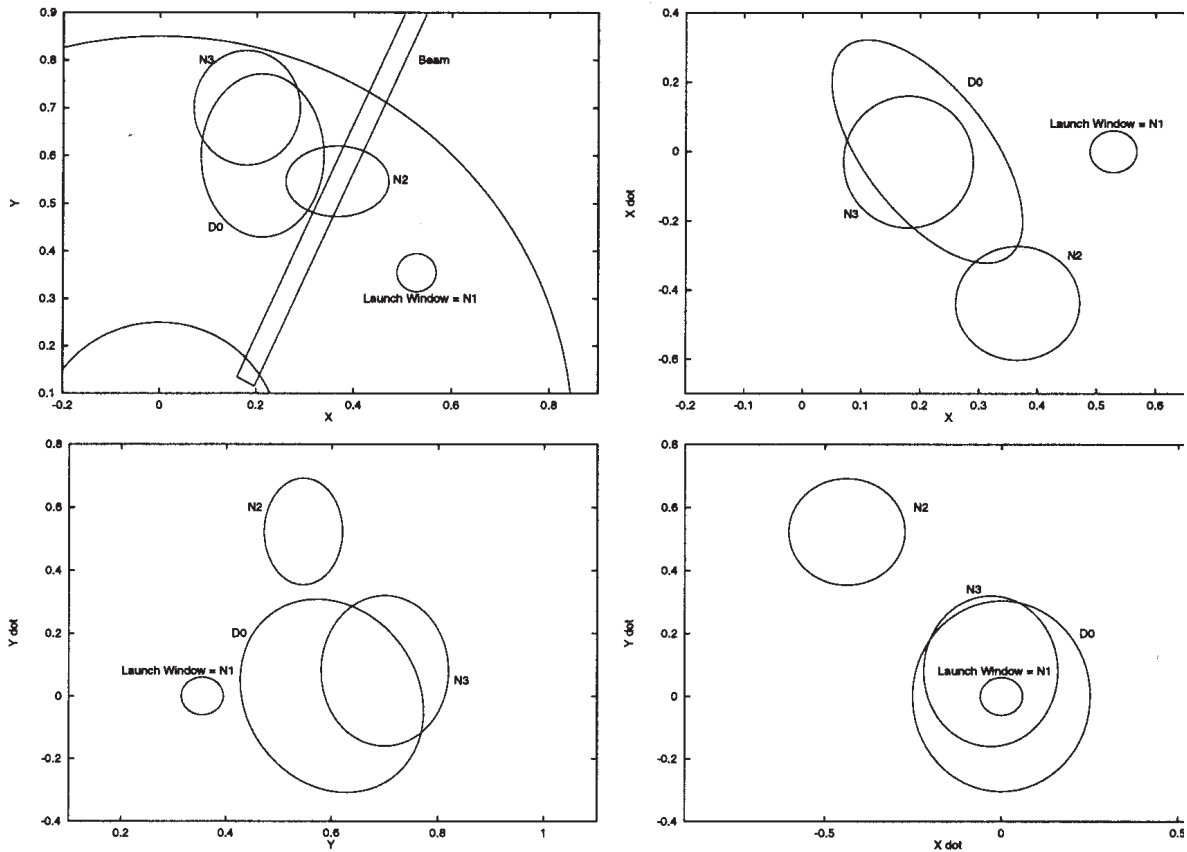 0.9
0.8
0.7
0.6
0.5
0.4
0.3
0.2
0.1
Y
N3
Beam
N2
D0
Launch Window = N1
-0.2 0 0.2 0.4 0.6 0.8
X
0.4
0.2
0
-0.2
-0.4
-0.6
X dot
D0
Launch Window = N1
N3
N2
-0.2 -0.1 0 0.1 0.2 0.3 0.4 0.5 0.6
X
0.8
0.6
0.4
0.2
0
-0.2
-0.4
Y dot
N2
D0
Launch Window = N1
N3
0.2 0.4 0.6 0.8 1
Y
0.8
0.6
0.4
0.2
0
-0.2
-0.4
Y dot
N2
N3
D0
Launch Window = N1
-0.5 0 0.5
X dot